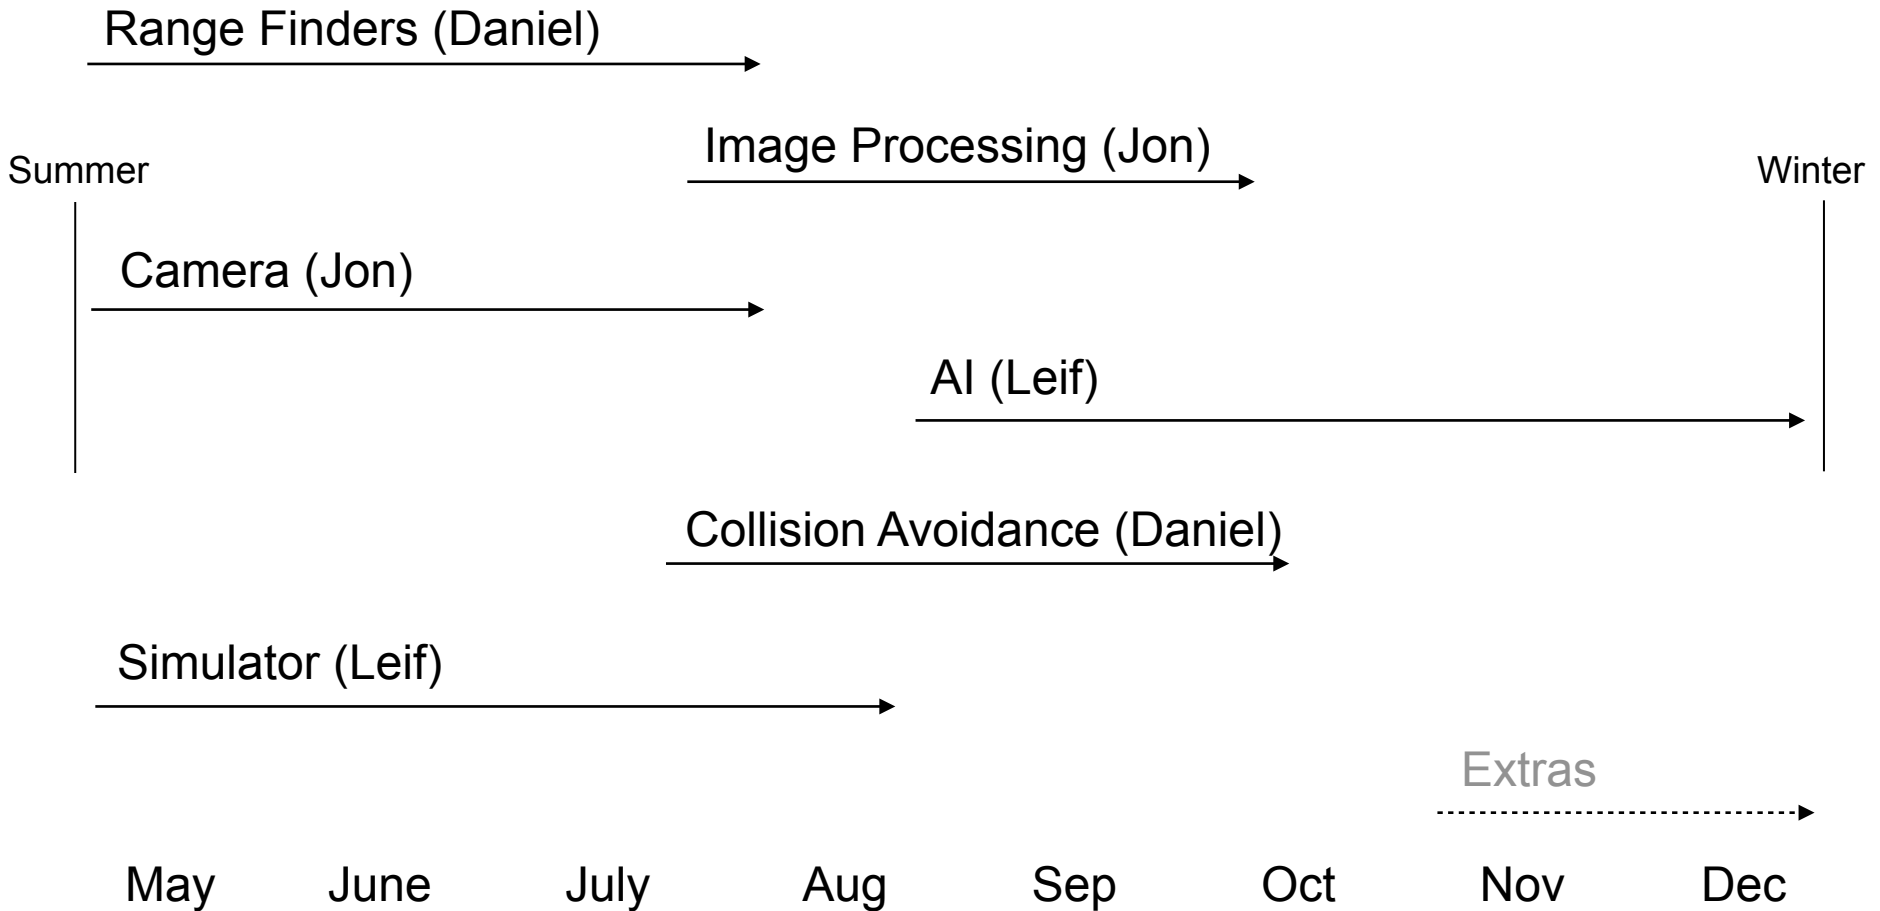 Range Finders (Daniel)
Image Processing (Jon)
Summer
Winter
Camera (Jon)
AI (Leif)
Collision Avoidance (Daniel)
Simulator (Leif)
Extras
May June July Aug Sep Oct Nov Dec